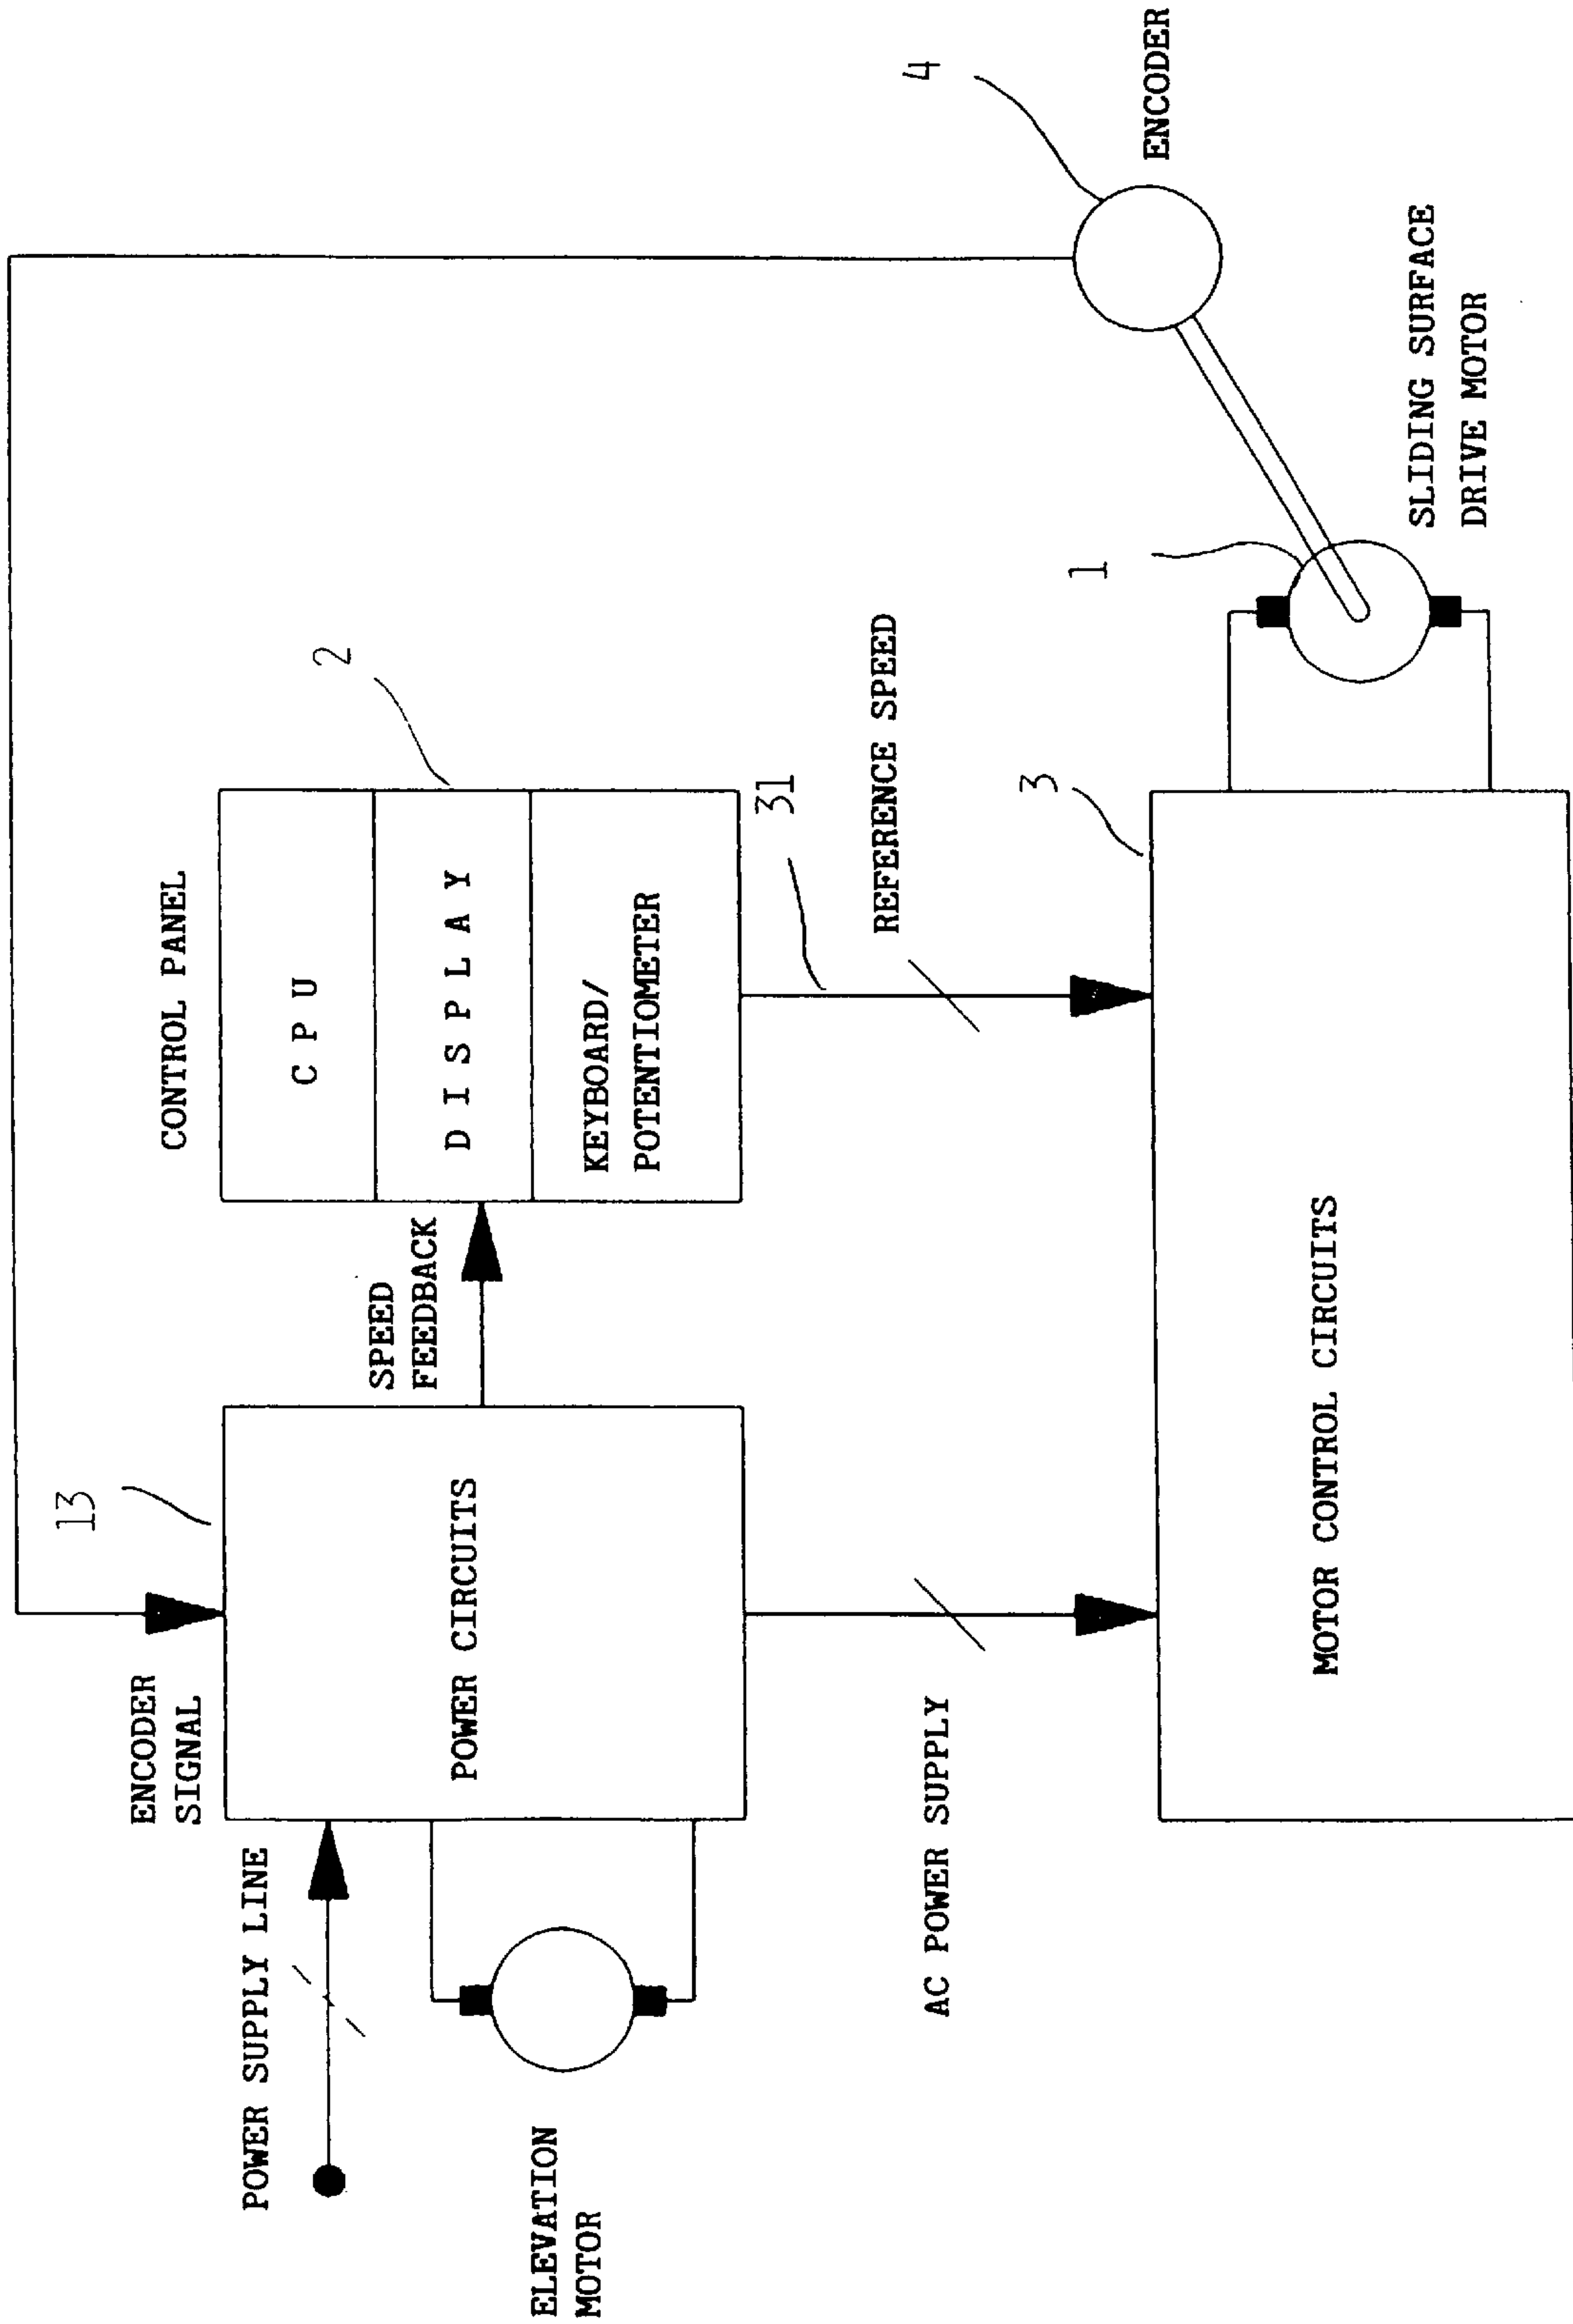 POWER SUPPLY LINE
ENCODER
SIGNAL
13
CONTROL PANEL
ELEVATION
MOTOR
POWER CIRCUITS
SPEED
FEEDBACK
C P U
D I S P L A Y
KEYBOARD/
POTENTIOMETER
2
31
AC POWER SUPPLY
REFERENCE SPEED
4
ENCODER
3
1
MOTOR CONTROL CIRCUITS
SLIDING SURFACE
DRIVE MOTOR